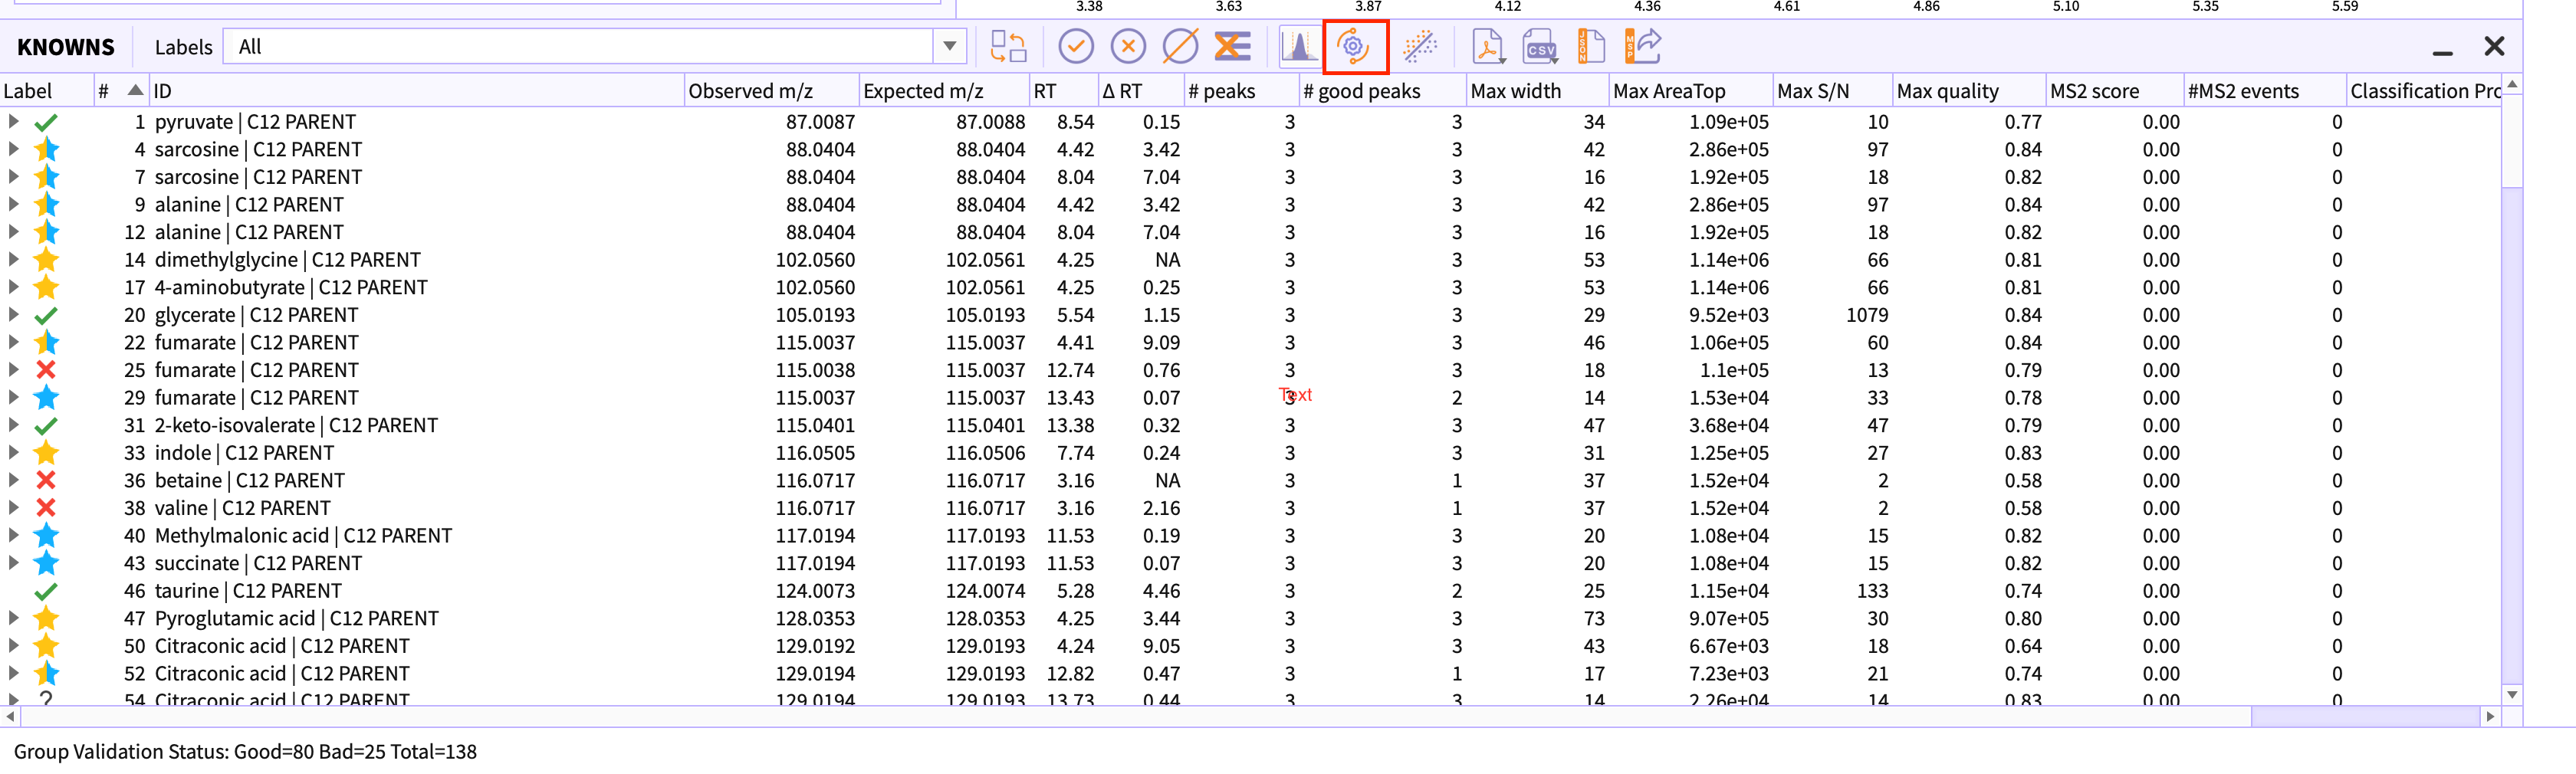 3.38 3.63 3.87 4.12 4.36 4.61 4.86 5.10 5.35 5.59
KNOWNS Labels All CSV JSON MSP
Label # ID Observed m/z Expected m/z RT Δ RT # peaks # good peaks Max width Max AreaTop Max S/N Max quality MS2 score #MS2 events Classification Pro
1 pyruvate | C12 PARENT 87.0087 87.0088 8.54 0.15 3 3 34 1.09e+05 10 0.77 0.00 0
4 sarcosine | C12 PARENT 88.0404 88.0404 4.42 3.42 3 3 42 2.86e+05 97 0.84 0.00 0
7 sarcosine | C12 PARENT 88.0404 88.0404 8.04 7.04 3 3 16 1.92e+05 18 0.82 0.00 0
9 alanine | C12 PARENT 88.0404 88.0404 4.42 3.42 3 3 42 2.86e+05 97 0.84 0.00 0
12 alanine | C12 PARENT 88.0404 88.0404 8.04 7.04 3 3 16 1.92e+05 18 0.82 0.00 0
14 dimethylglycine | C12 PARENT 102.0560 102.0561 4.25 NA 3 3 53 1.14e+06 66 0.81 0.00 0
17 4-aminobutyrate | C12 PARENT 102.0560 102.0561 4.25 0.25 3 3 53 1.14e+06 66 0.81 0.00 0
20 glycerate | C12 PARENT 105.0193 105.0193 5.54 1.15 3 3 29 9.52e+03 1079 0.84 0.00 0
22 fumarate | C12 PARENT 115.0037 115.0037 4.41 9.09 3 3 46 1.06e+05 60 0.84 0.00 0
25 fumarate | C12 PARENT 115.0038 115.0037 12.74 0.76 3 3 18 1.1e+05 13 0.79 0.00 0
29 fumarate | C12 PARENT 115.0037 115.0037 13.43 0.07 3 Text 2 14 1.53e+04 33 0.78 0.00 0
31 2-keto-isovalerate | C12 PARENT 115.0401 115.0401 13.38 0.32 3 3 47 3.68e+04 47 0.79 0.00 0
33 indole | C12 PARENT 116.0505 116.0506 7.74 0.24 3 3 31 1.25e+05 27 0.83 0.00 0
36 betaine | C12 PARENT 116.0717 116.0717 3.16 NA 3 1 37 1.52e+04 2 0.58 0.00 0
38 valine | C12 PARENT 116.0717 116.0717 3.16 2.16 3 1 37 1.52e+04 2 0.58 0.00 0
40 Methylmalonic acid | C12 PARENT 117.0194 117.0193 11.53 0.19 3 3 20 1.08e+04 15 0.82 0.00 0
43 succinate | C12 PARENT 117.0194 117.0193 11.53 0.07 3 3 20 1.08e+04 15 0.82 0.00 0
46 taurine | C12 PARENT 124.0073 124.0074 5.28 4.46 3 2 25 1.15e+04 133 0.74 0.00 0
47 Pyroglutamic acid | C12 PARENT 128.0353 128.0353 4.25 3.44 3 3 73 9.07e+05 30 0.80 0.00 0
50 Citraconic acid | C12 PARENT 129.0192 129.0193 4.24 9.05 3 3 43 6.67e+03 18 0.64 0.00 0
52 Citraconic acid | C12 PARENT 129.0194 129.0193 12.82 0.47 3 1 17 7.23e+03 21 0.74 0.00 0
? 54 Citraconic acid | C12 PARENT 129.0194 129.0193 13.73 0.44 3 3 14 2.26e+04 14 0.83 0.00 0
Group Validation Status: Good=80 Bad=25 Total=138